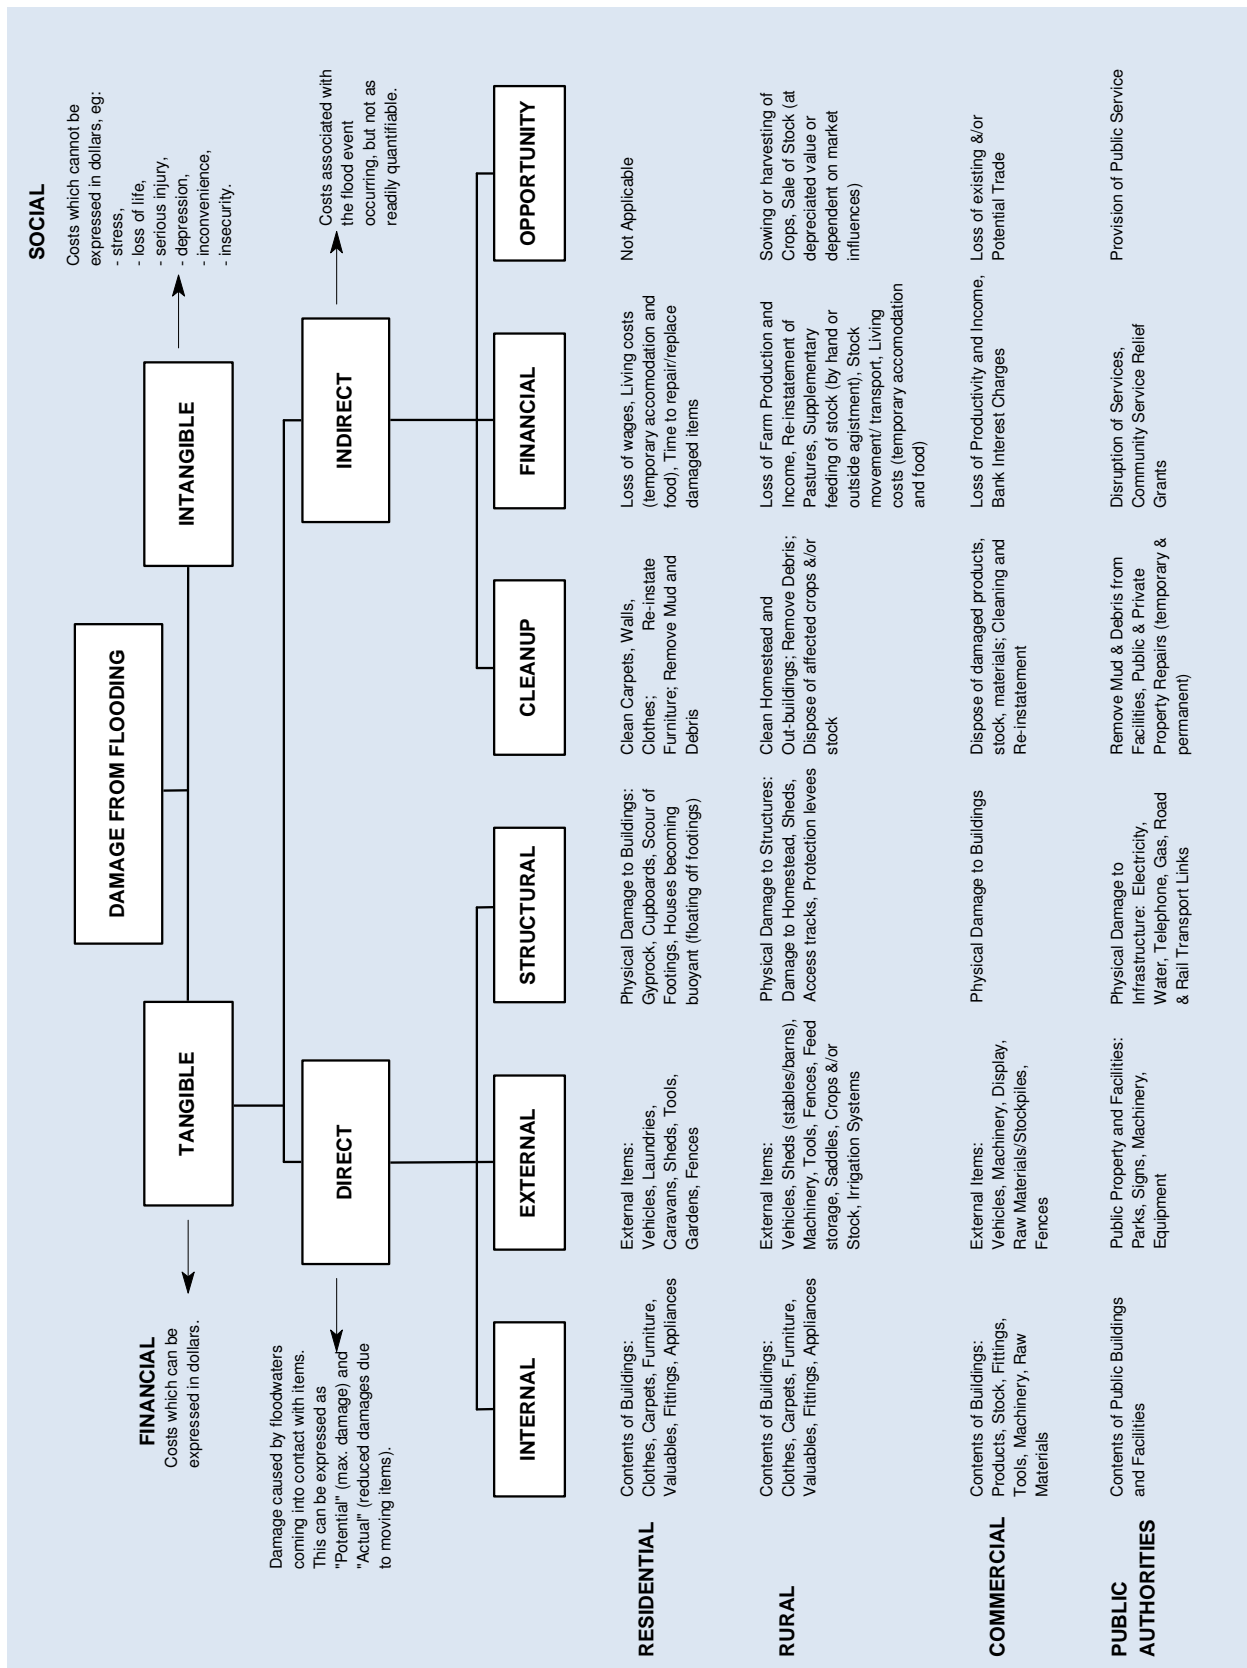 SOCIAL
Costs which cannot be
expressed in dollars, eg:
- stress,
- loss of life,
- serious injury,
- depression,
- inconvenience,
- insecurity.
DAMAGE FROM FLOODING
FINANCIAL
Costs which can be
expressed in dollars.
TANGIBLE
INTANGIBLE
Damage caused by floodwaters
coming into contact with items.
This can be expressed as
"Potential" (max. damage) and
"Actual" (reduced damages due
to moving items).
DIRECT
INDIRECT
Costs associated with
the flood event
occurring, but not as
readily quantifiable.
INTERNAL
EXTERNAL
STRUCTURAL
CLEANUP
FINANCIAL
OPPORTUNITY
RESIDENTIAL
Contents of Buildings:
Clothes, Carpets, Furniture,
Valuables, Fittings, Appliances
External Items:
Vehicles, Laundries,
Caravans, Sheds, Tools,
Gardens, Fences
Physical Damage to Buildings:
Gyprock, Cupboards, Scour of
Footings, Houses becoming
buoyant (floating off footings)
Clean Carpets, Walls,
Clothes; Re-instate
Furniture; Remove Mud and
Debris
Loss of wages, Living costs
(temporary accomodation and
food), Time to repair/replace
damaged items
Not Applicable
RURAL
Contents of Buildings:
Clothes, Carpets, Furniture,
Valuables, Fittings, Appliances
External Items:
Vehicles, Sheds (stables/barns),
Machinery, Tools, Fences, Feed
storage, Saddles, Crops &/or
Stock, Irrigation Systems
Physical Damage to Structures:
Damage to Homestead, Sheds,
Access tracks, Protection levees
Clean Homestead and
Out-buildings; Remove Debris;
Dispose of affected crops &/or
stock
Loss of Farm Production and
Income, Re-instatement of
Pastures, Supplementary
feeding of stock (by hand or
outside agistment), Stock
movement/ transport, Living
costs (temporary accomodation
and food)
Sowing or harvesting of
Crops, Sale of Stock (at
depreciated value or
dependent on market
influences)
COMMERCIAL
Contents of Buildings:
Products, Stock, Fittings,
Tools, Machinery, Raw
Materials
External Items:
Vehicles, Machinery, Display,
Raw Materials/Stockpiles,
Fences
Physical Damage to Buildings
Dispose of damaged products,
stock, materials; Cleaning and
Re-instatement
Loss of Productivity and Income,
Bank Interest Charges
Loss of existing &/or
Potential Trade
PUBLIC
AUTHORITIES
Contents of Public Buildings
and Facilities
Public Property and Facilities:
Parks, Signs, Machinery,
Equipment
Physical Damage to
Infrastructure: Electricity,
Water, Telephone, Gas, Road
& Rail Transport Links
Remove Mud & Debris from
Facilities, Public & Private
Property Repairs (temporary &
permanent)
Disruption of Services,
Community Service Relief
Grants
Provision of Public Service